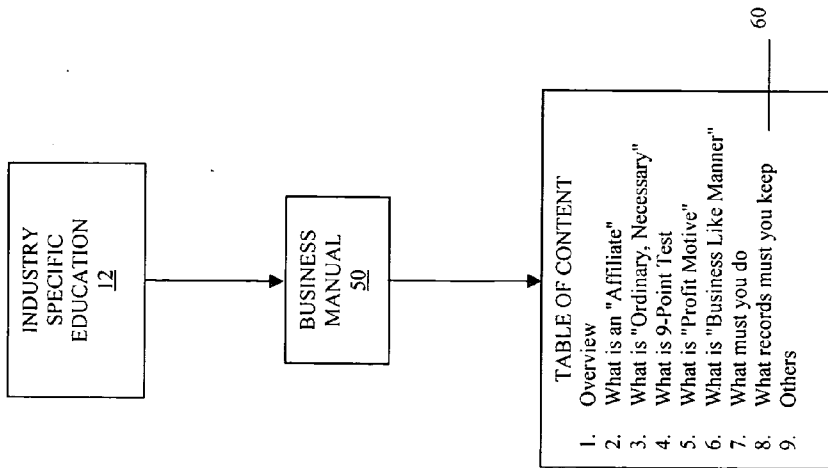 INDUSTRY
SPECIFIC
EDUCATION
12
BUSINESS
MANUAL
50
TABLE OF CONTENT
1. Overview
2. What is an "Affiliate"
3. What is "Ordinary, Necessary"
4. What is 9-Point Test
5. What is "Profit Motive"
6. What is "Business Like Manner"
7. What must you do
8. What records must you keep
9. Others
60